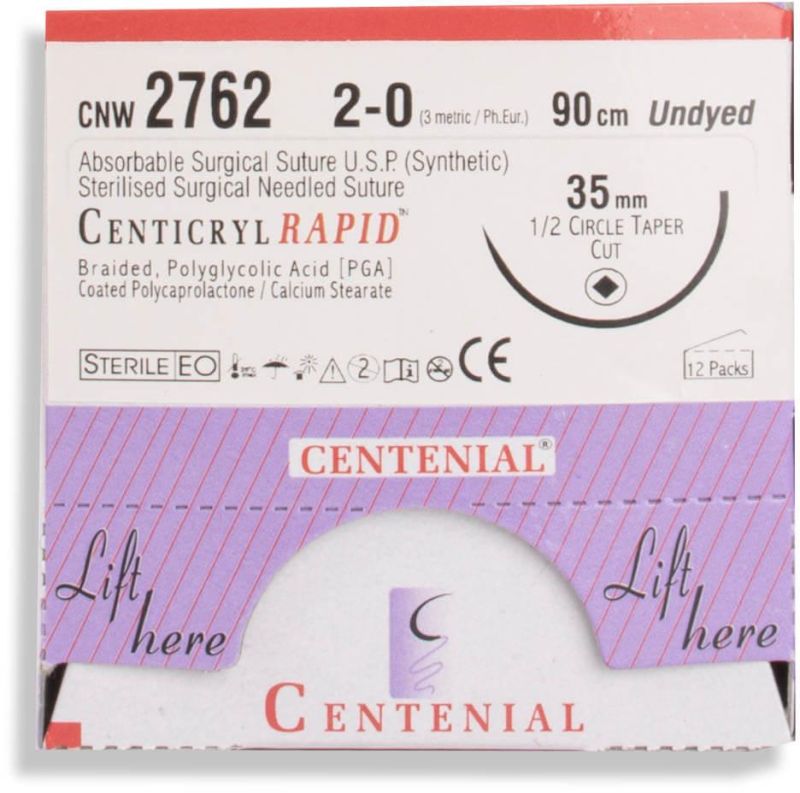 CNW 2762 2-0 (3 metric / Ph.Eur.) 90 cm Undyed
Absorbable Surgical Suture U.S.P. (Synthetic)
Sterilised Surgical Needled Suture
CENTICRYL RAPID™
Braided, Polyglycolic Acid [PGA]
Coated Polycaprolactone / Calcium Stearate
35 mm
1/2 CIRCLE TAPER
CUT
STERILE EO
2
i
CE
12 Packs
CENTENIAL®
Lift
here
Lift
here
CENTENIAL